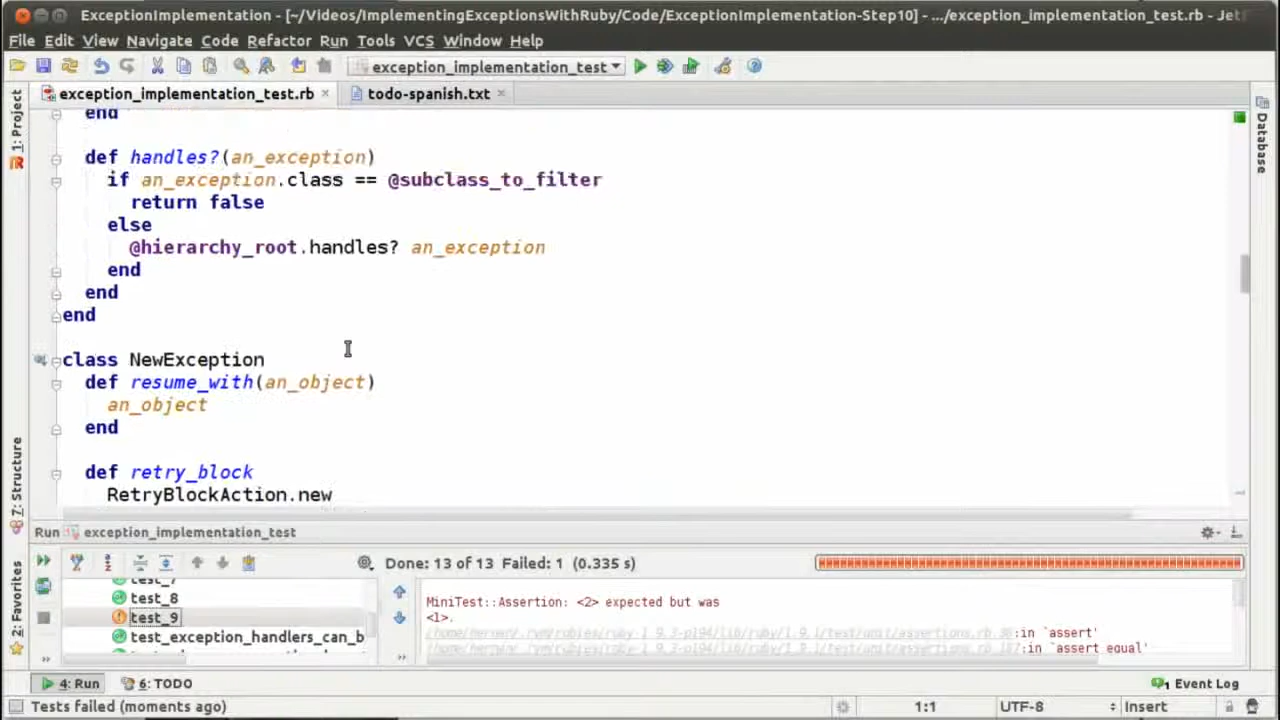 ExceptionImplementation - [~/Videos/ImplementingExceptionsWithRuby/Code/ExceptionImplementation-Step10] - .../exception_implementation_test.rb - Jet
File Edit View Navigate Code Refactor Run Tools VCS Window Help
exception_implementation_test
exception_implementation_test.rb todo-spanish.txt
1: Project
7: Structure
2: Favorites
Database
end
def handles?(an_exception)
if an_exception.class == @subclass_to_filter
return false
else
@hierarchy_root.handles? an_exception
end
end
end
class NewException
def resume_with(an_object)
an_object
end
def retry_block
RetryBlockAction.new
Run exception_implementation_test
Done: 13 of 13 Failed: 1 (0.335 s)
test_7
test_8
test_9
test_exception_handlers_can_b
MiniTest::Assertion: <2> expected but was
<1>.
:in `assert'
:in `assert_equal'
4: Run 6: TODO Event Log
Tests failed (moments ago) 1:1 UTF-8 Insert